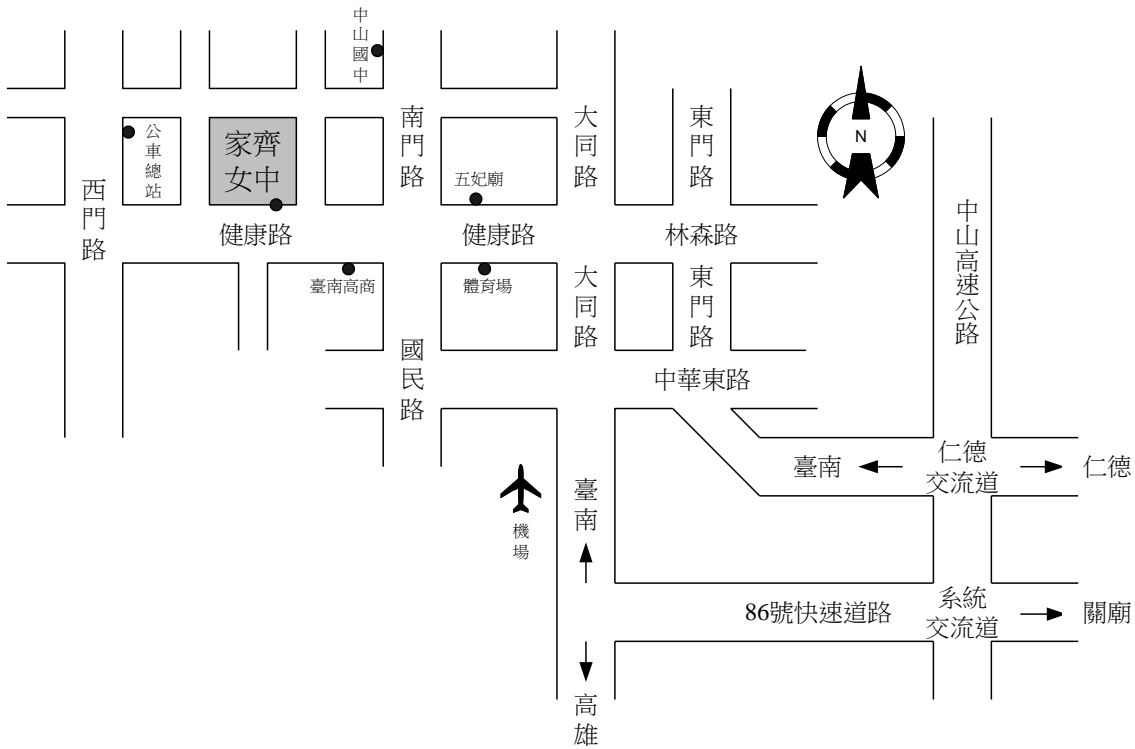 中山國中
公車總站
家齊
女中
南門路
大同路
東門路
N
五妃廟
西門路
健康路
健康路
林森路
中山高速公路
臺南高商
體育場
大同路
東門路
國民路
中華東路
臺南
仁德
交流道
仁德
機場
臺南
86號快速道路
系統
交流道
關廟
高雄